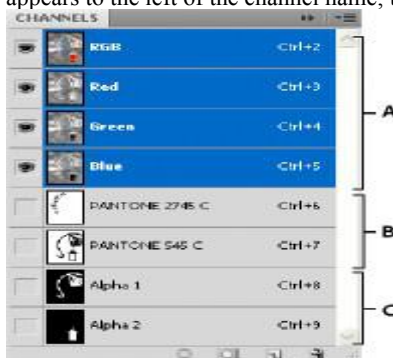 appears to the left of the channel name, t
CHANNELS
RGB Ctrl+2
Red Ctrl+3
Green Ctrl+4
Blue Ctrl+5
A
PANTONE 2745 C Ctrl+6
PANTONE 545 C Ctrl+7
B
Alpha 1 Ctrl+8
Alpha 2 Ctrl+9
C